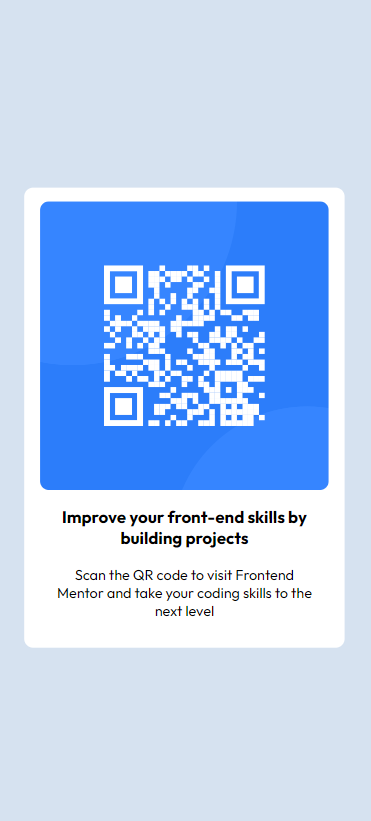 Improve your front-end skills by
building projects
Scan the QR code to visit Frontend
Mentor and take your coding skills to the
next level